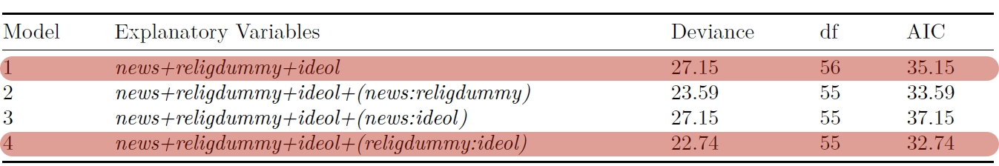 Model Explanatory Variables Deviance df AIC
1 news+religdummy+ideol 27.15 56 35.15
2 news+religdummy+ideol+(news:religdummy) 23.59 55 33.59
3 news+religdummy+ideol+(news:ideol) 27.15 55 37.15
4 news+religdummy+ideol+(religdummy:ideol) 22.74 55 32.74